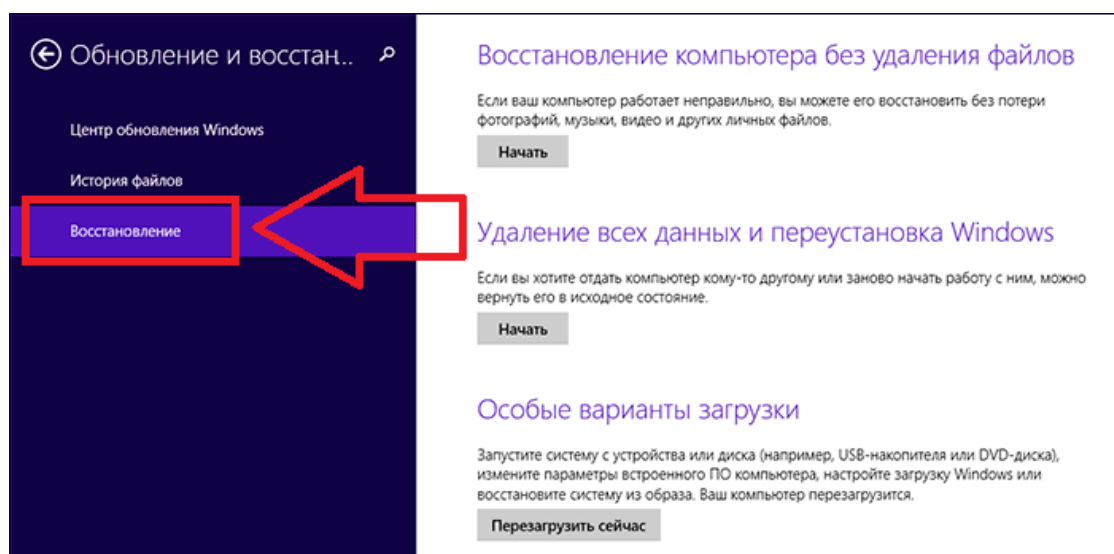 Обновление и восстан..
Центр обновления Windows
История файлов
Восстановление
Восстановление компьютера без удаления файлов
Если ваш компьютер работает неправильно, вы можете его восстановить без потери
фотографий, музыки, видео и других личных файлов.
Начать
Удаление всех данных и переустановка Windows
Если вы хотите отдать компьютер кому-то другому или заново начать работу с ним, можно
вернуть его в исходное состояние.
Начать
Особые варианты загрузки
Запустите систему с устройства или диска (например, USB-накопителя или DVD-диска),
измените параметры встроенного ПО компьютера, настройте загрузку Windows или
восстановите систему из образа. Ваш компьютер перезагрузится.
Перезагрузить сейчас